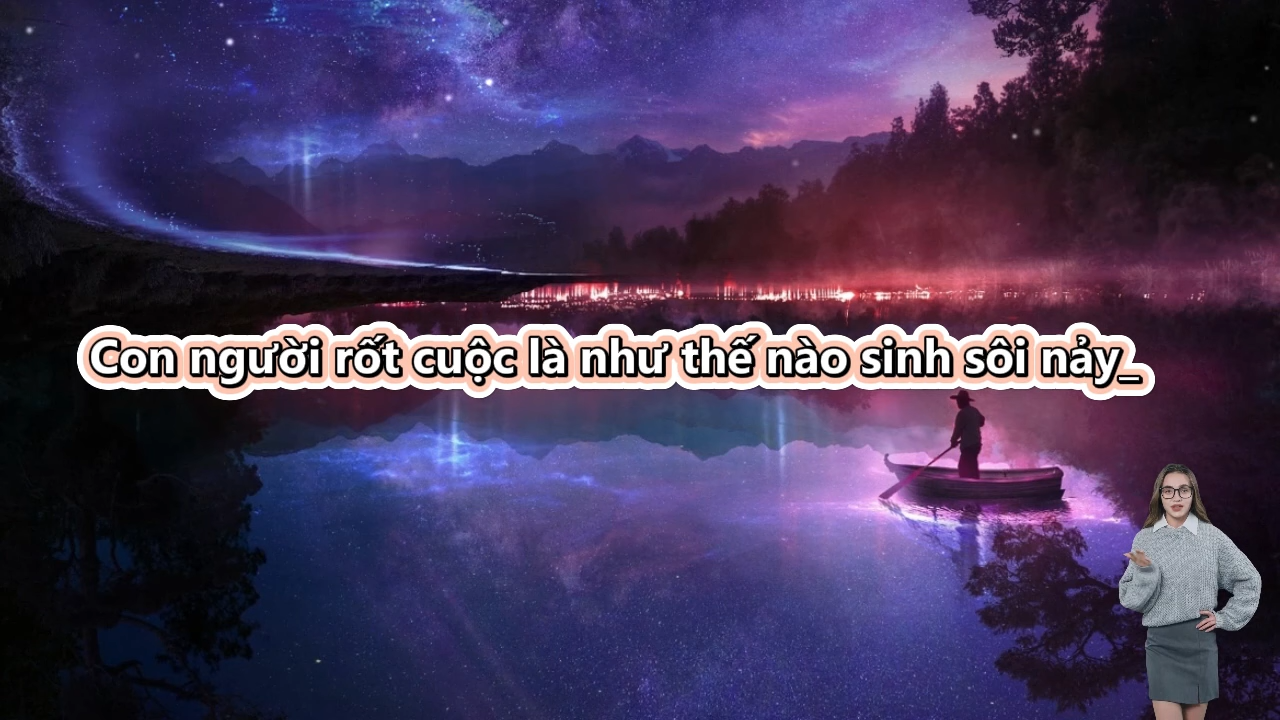 Con người rốt cuộc là như thế nào sinh sôi nảy_